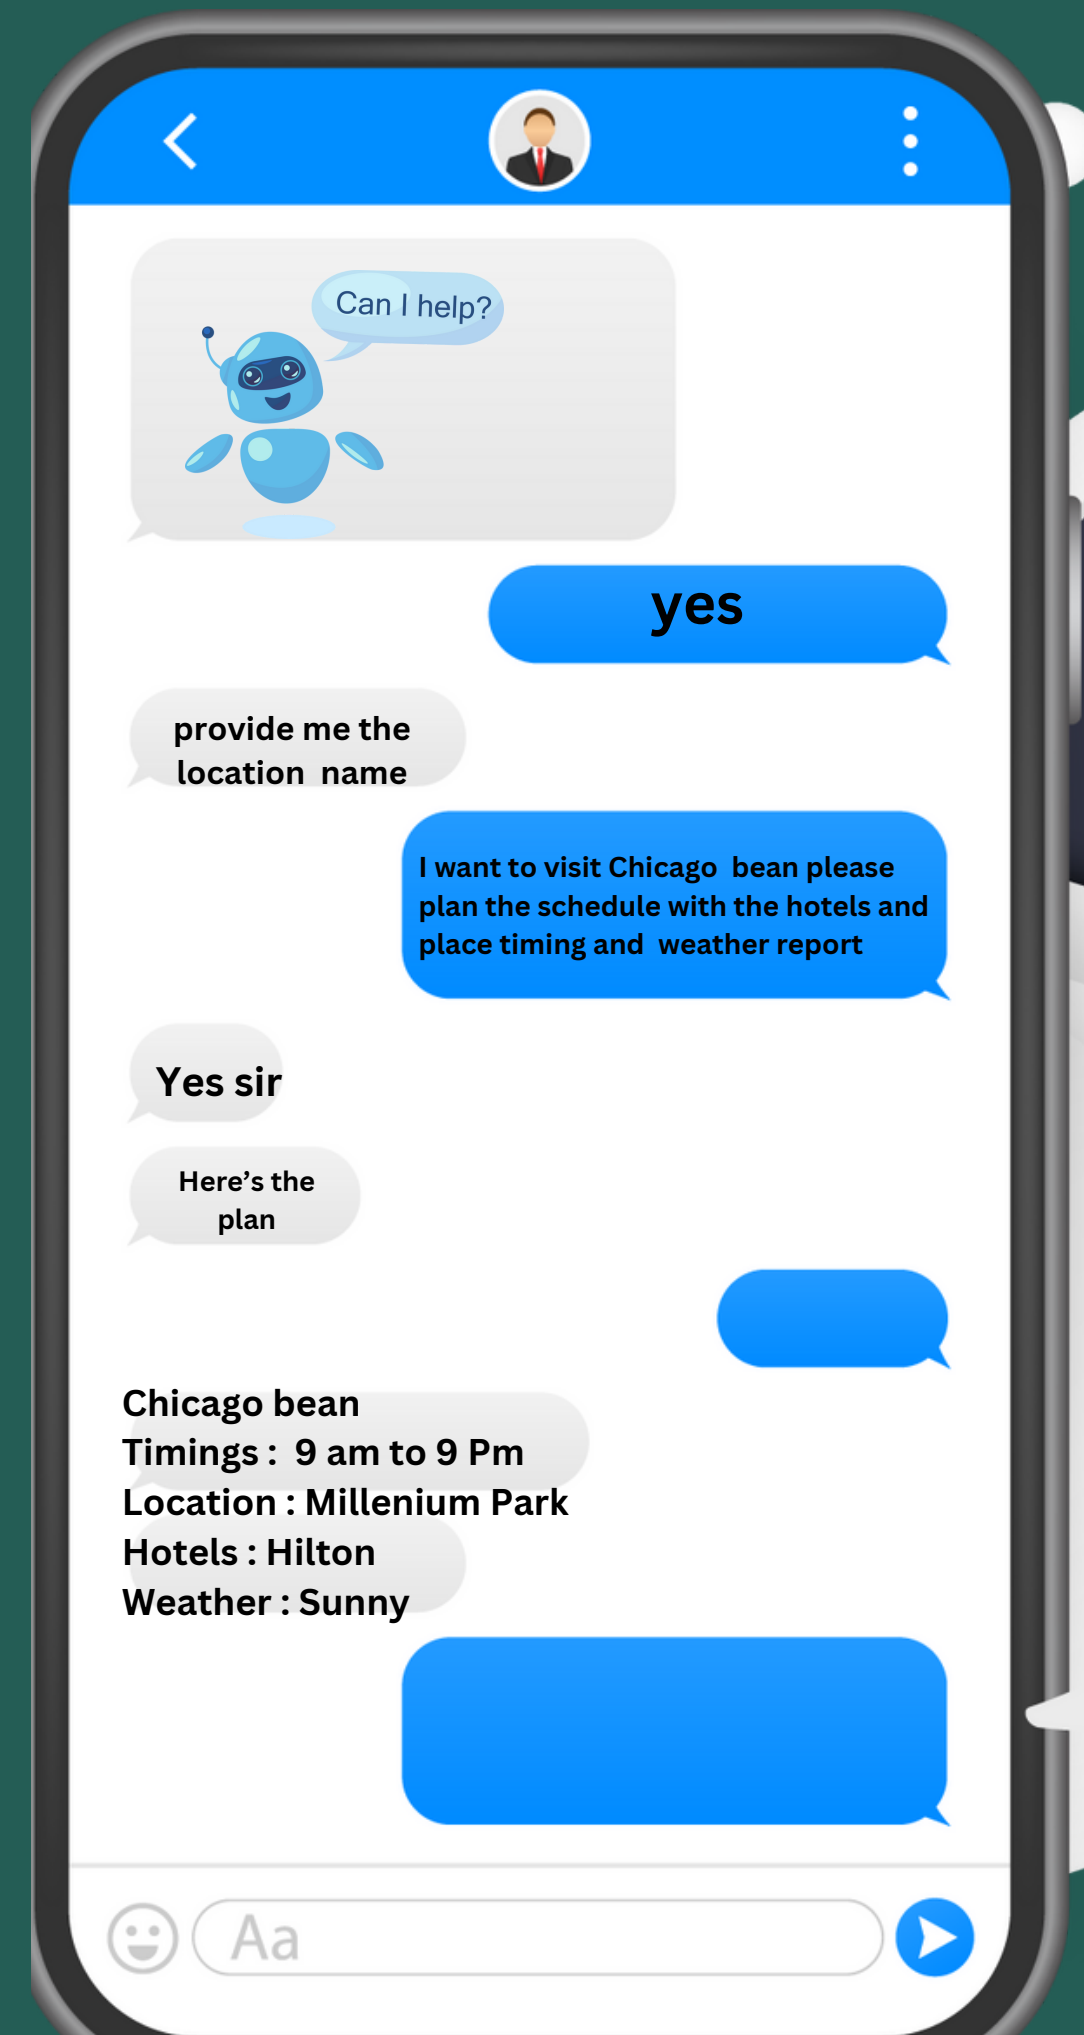 Can I help?
yes
provide me the
location name
I want to visit Chicago bean please
plan the schedule with the hotels and
place timing and weather report
Yes sir
Here’s the
plan
Chicago bean
Timings : 9 am to 9 Pm
Location : Millenium Park
Hotels : Hilton
Weather : Sunny
Aa